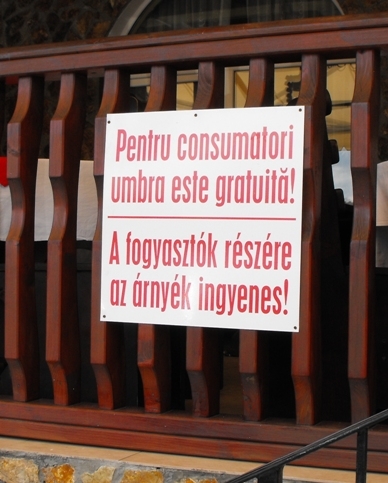 Pentru consumatori
umbra este gratuită!
A fogyasztók részére
az árnyék ingyenes!